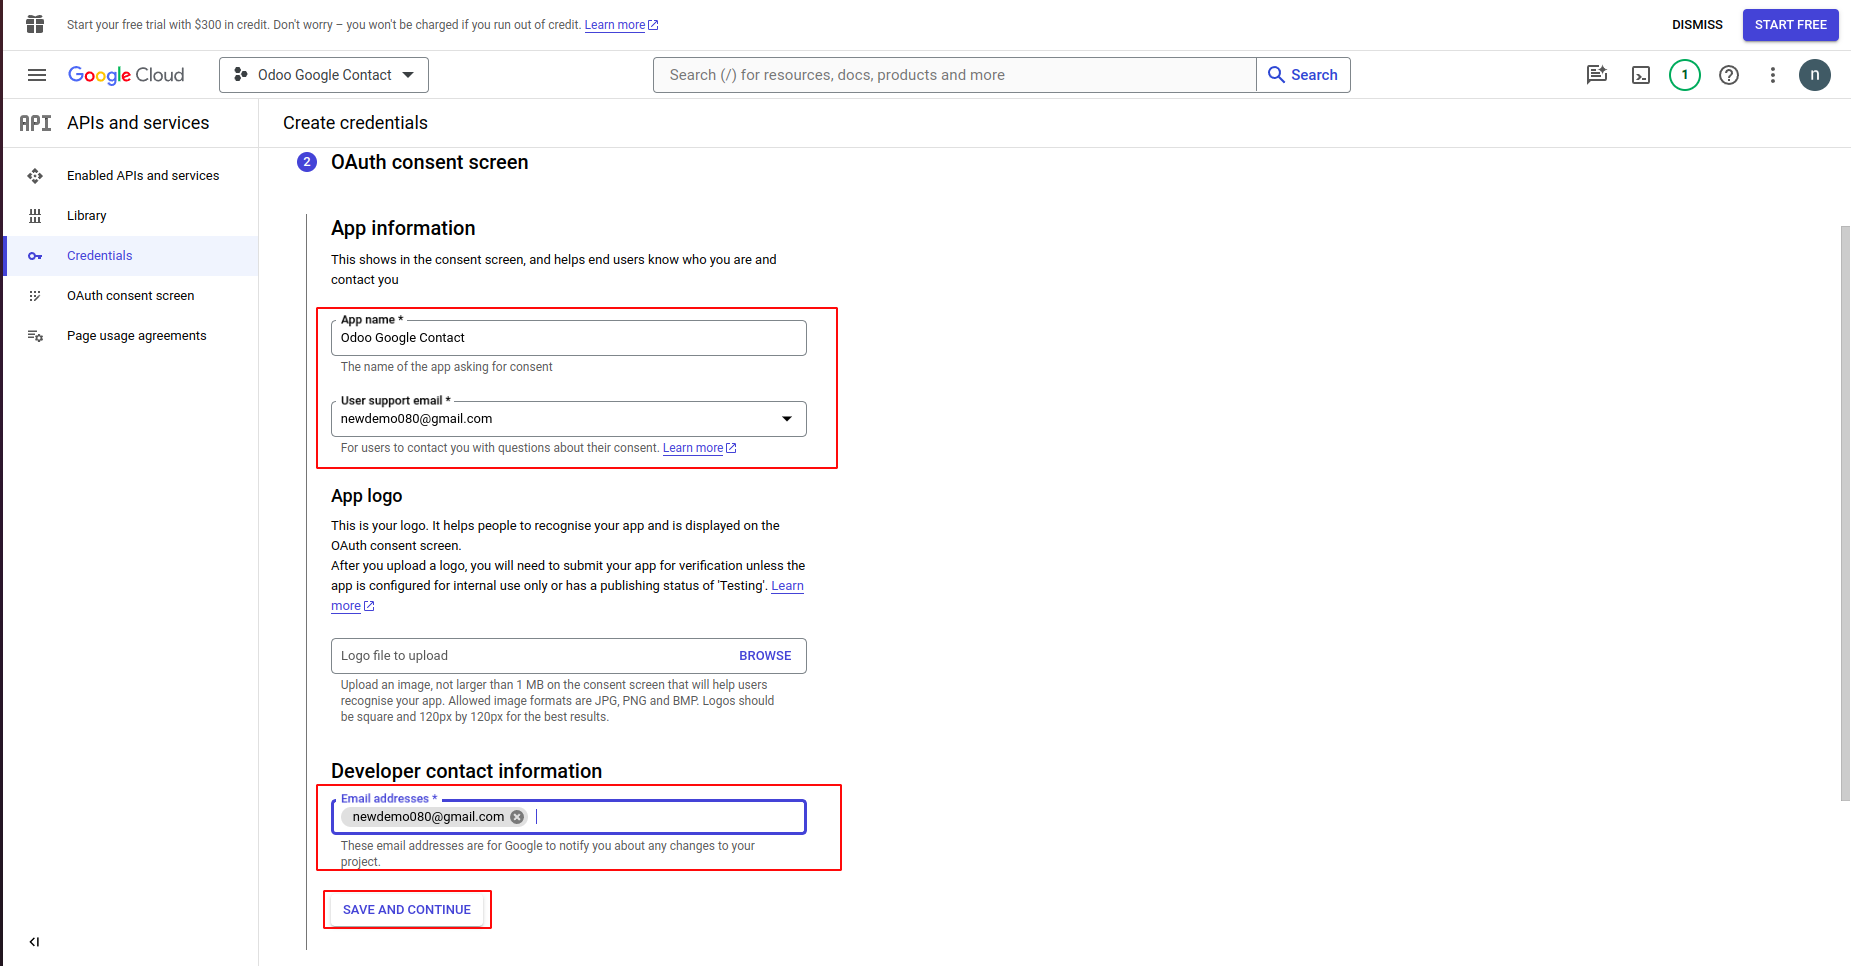 Start your free trial with $300 in credit. Don't worry – you won't be charged if you run out of credit. Learn more
DISMISS
START FREE
Google Cloud
Odoo Google Contact
Search (/) for resources, docs, products and more
Search
1
n
API
APIs and services
Create credentials
Enabled APIs and services
Library
Credentials
OAuth consent screen
Page usage agreements
2
OAuth consent screen
App information
This shows in the consent screen, and helps end users know who you are and
contact you
App name *
Odoo Google Contact
The name of the app asking for consent
User support email *
newdemo080@gmail.com
For users to contact you with questions about their consent. Learn more
App logo
This is your logo. It helps people to recognise your app and is displayed on the
OAuth consent screen.
After you upload a logo, you will need to submit your app for verification unless the
app is configured for internal use only or has a publishing status of 'Testing'. Learn
more
Logo file to upload
BROWSE
Upload an image, not larger than 1 MB on the consent screen that will help users
recognise your app. Allowed image formats are JPG, PNG and BMP. Logos should
be square and 120px by 120px for the best results.
Developer contact information
Email addresses *
newdemo080@gmail.com
These email addresses are for Google to notify you about any changes to your
project.
SAVE AND CONTINUE